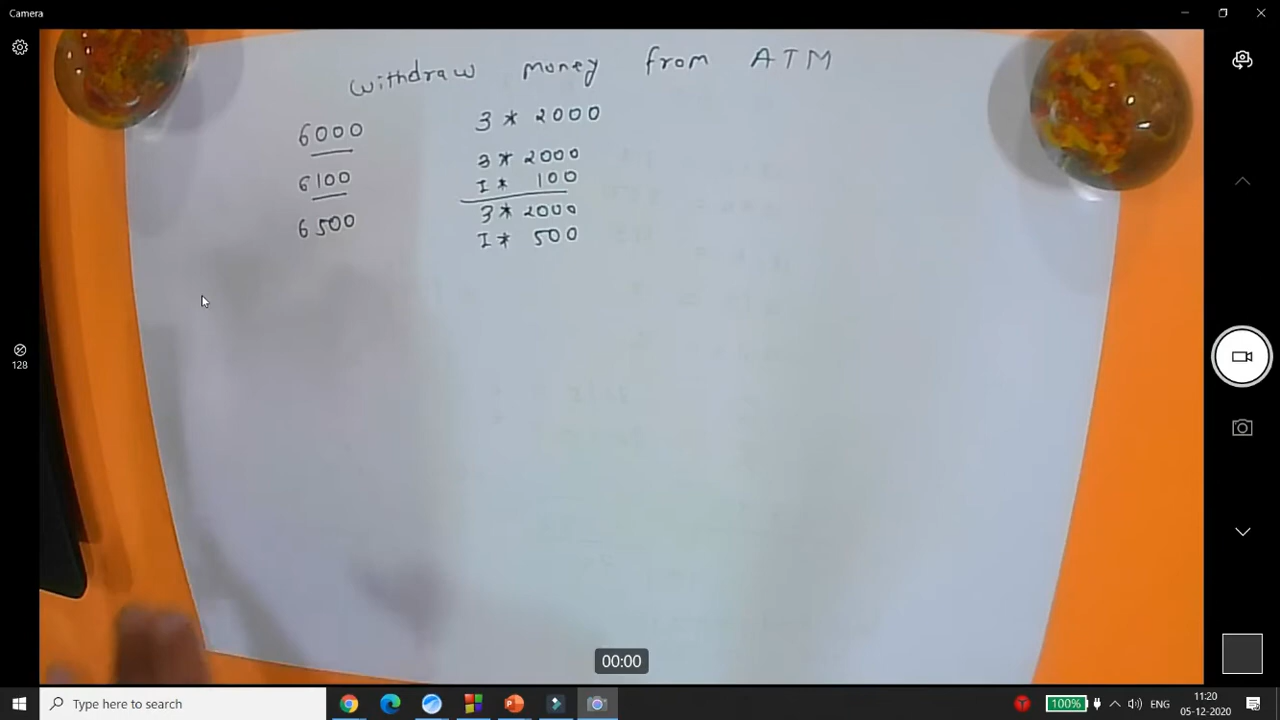 Camera
withdraw money from ATM
6000 3 * 2000
3 * 2000
6100 1 * 100
3 * 2000
6500 1 * 500
128
00:00
Type here to search
100%
ENG
11:20
05-12-2020